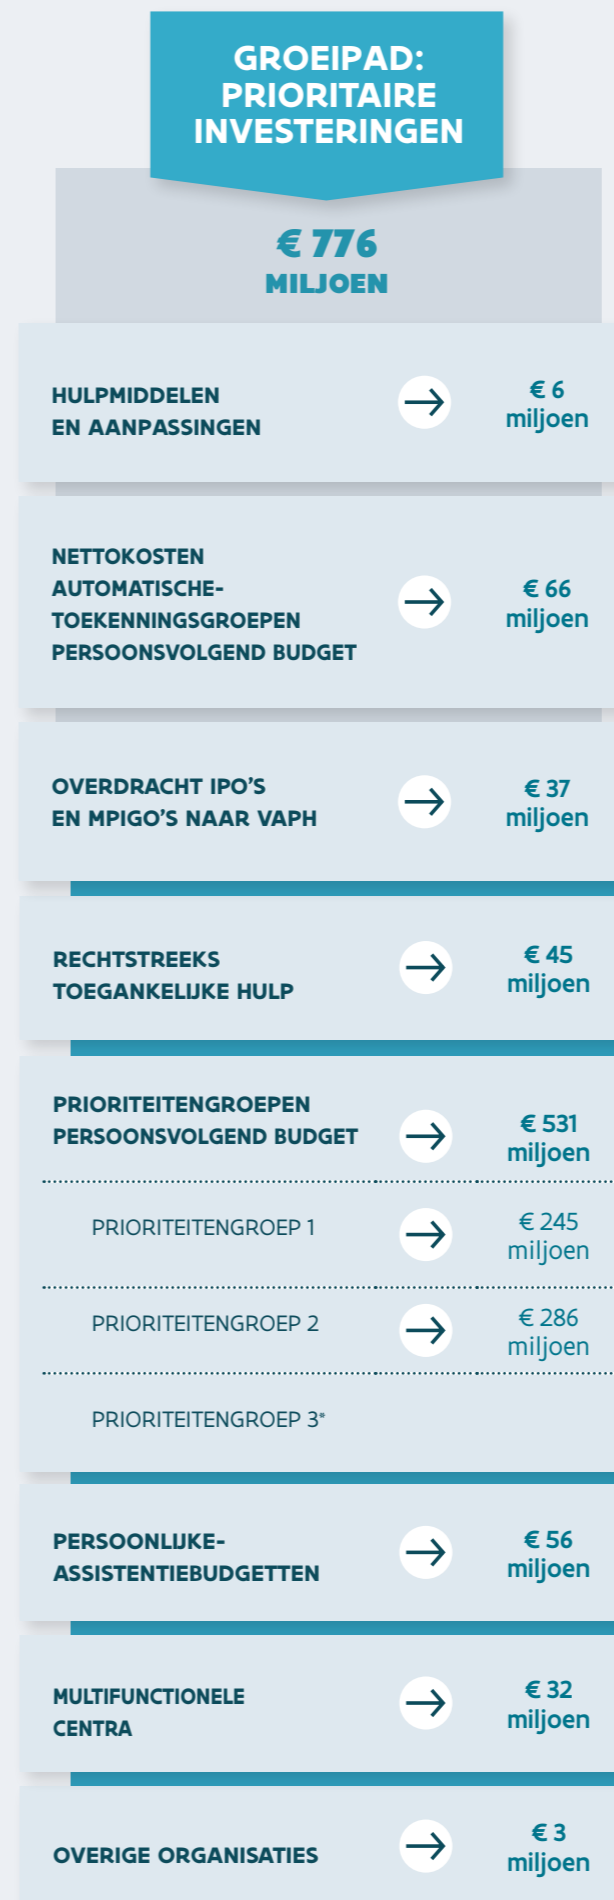 GROEIPAD:
PRIORITAIRE
INVESTERINGEN
€ 776
MILJOEN
HULPMIDDELEN
EN AANPASSINGEN
€ 6
miljoen
NETTOKOSTEN
AUTOMATISCHE-
TOEKENNINGSGROEPEN
PERSOONSVOLGEND BUDGET
€ 66
miljoen
OVERDRACHT IPO'S
EN MPIGO'S NAAR VAPH
€ 37
miljoen
RECHTSTREEKS
TOEGANKELIJKE HULP
€ 45
miljoen
PRIORITEITENGROEPEN
PERSOONSVOLGEND BUDGET
€ 531
miljoen
PRIORITEITENGROEP 1
€ 245
miljoen
PRIORITEITENGROEP 2
€ 286
miljoen
PRIORITEITENGROEP 3*
PERSOONLIJKE-
ASSISTENTIEBUDGETTEN
€ 56
miljoen
MULTIFUNCTIONELE
CENTRA
€ 32
miljoen
OVERIGE ORGANISATIES
€ 3
miljoen